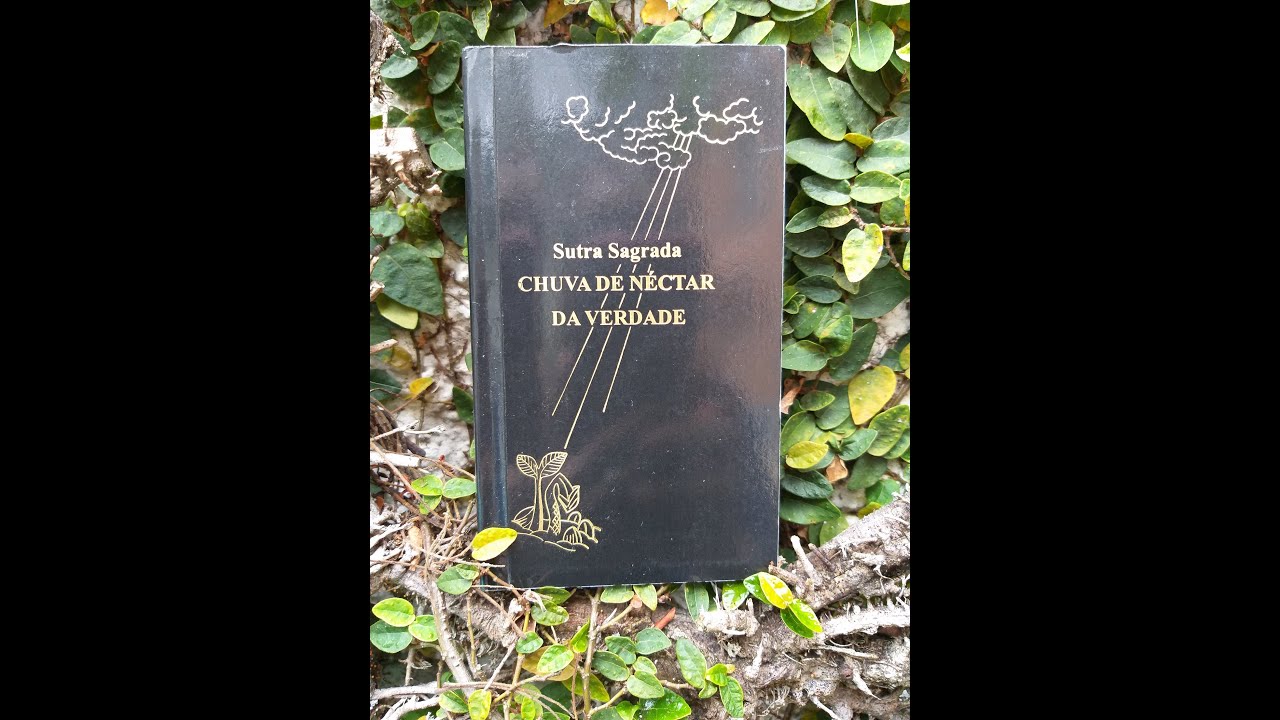 Sutra Sagrada
CHUVA DE NÉCTAR
DA VERDADE